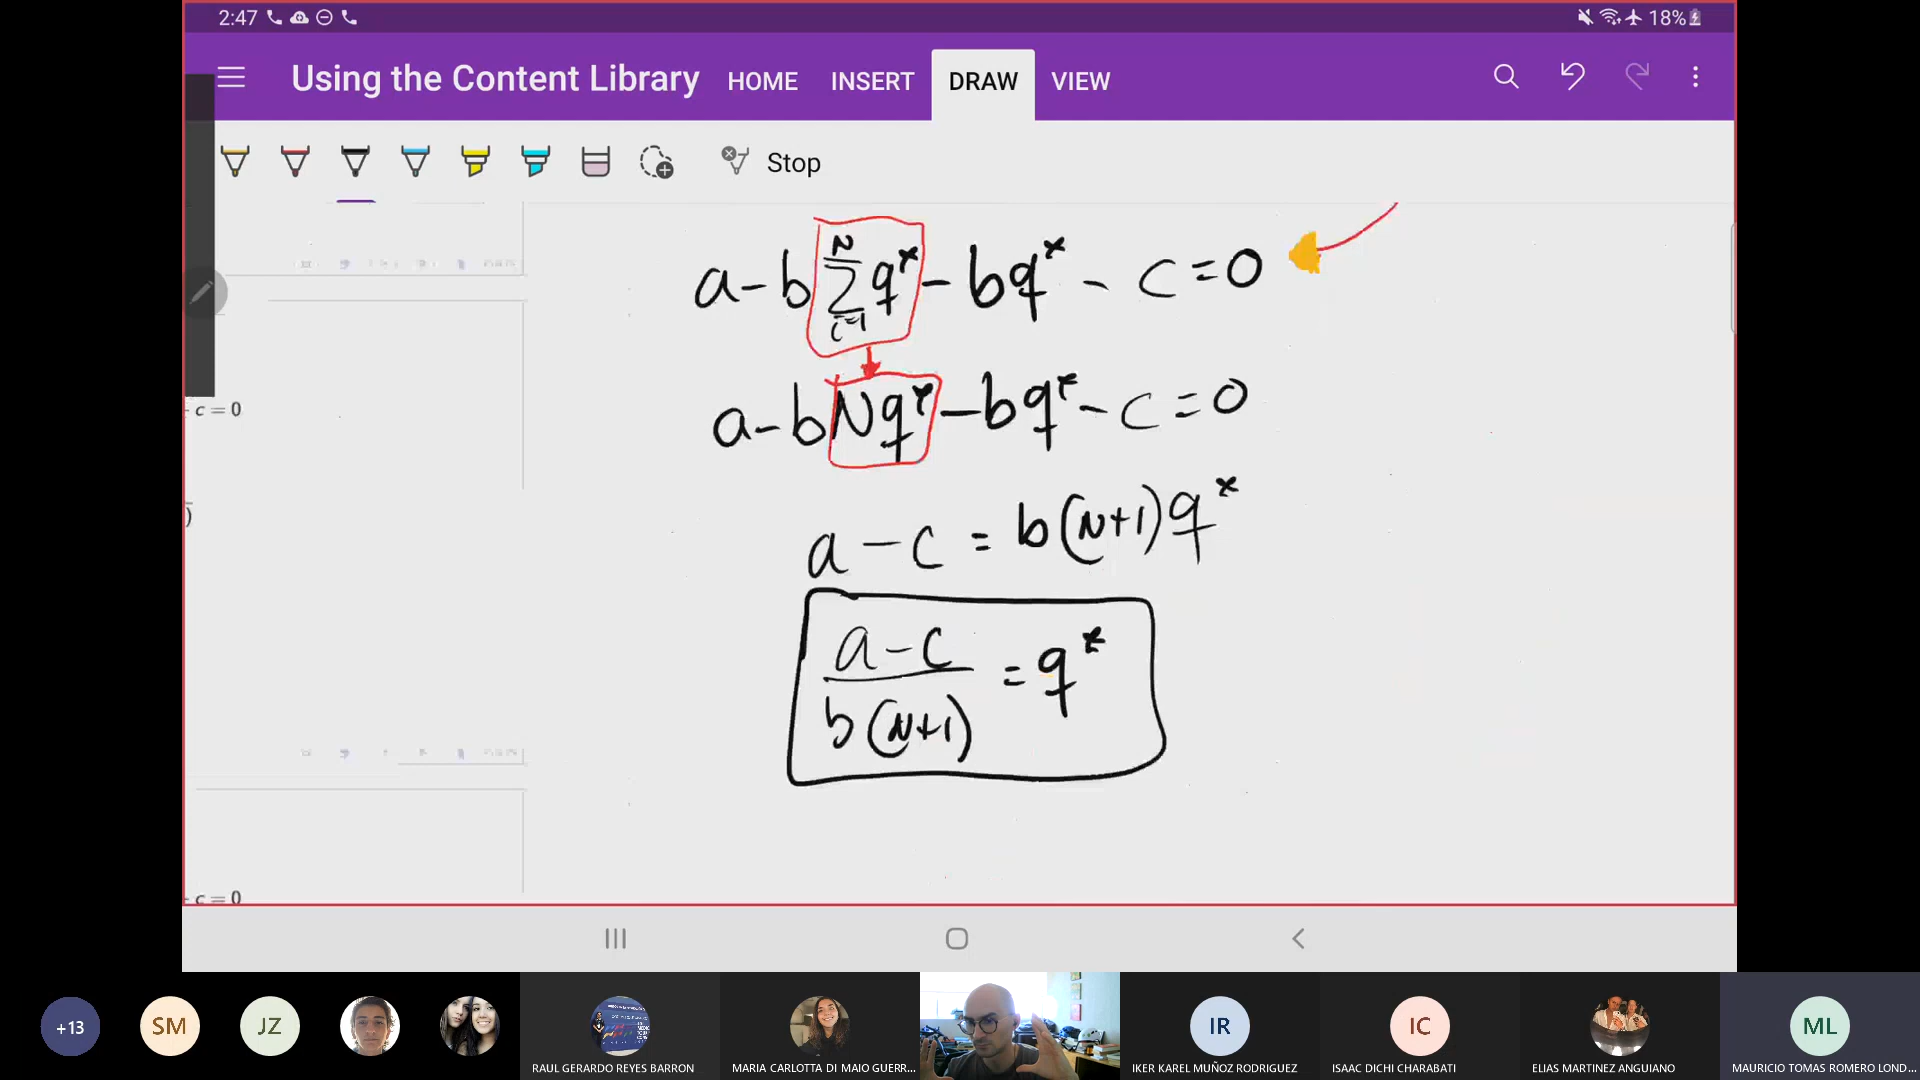 2:47 18%
Using the Content Library HOME INSERT DRAW VIEW
Stop
a - b ∑ᵢ₌₁ᴺ q* - bq* - c = 0
a - bNq* - bq* - c = 0
- c = 0
a - c = b(N+1)q*
)
a - c / b(N+1) = q*
- c = 0
+13 SM JZ IR IC ML
RAUL GERARDO REYES BARRON MARIA CARLOTTA DI MAIO GUERR... IKER KAREL MUÑOZ RODRIGUEZ ISAAC DICHI CHARABATI ELIAS MARTINEZ ANGUIANO MAURICIO TOMAS ROMERO LOND...